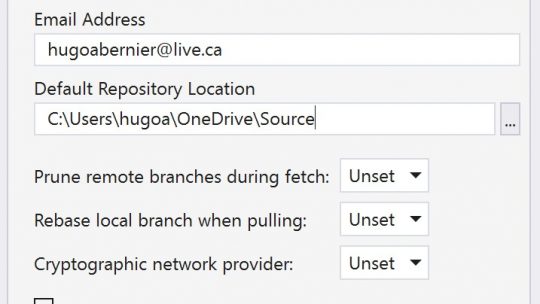 Email Address
hugoabernier@live.ca
Default Repository Location
C:\Users\hugoa\OneDrive\Source
...
Prune remote branches during fetch: Unset
Rebase local branch when pulling: Unset
Cryptographic network provider: Unset